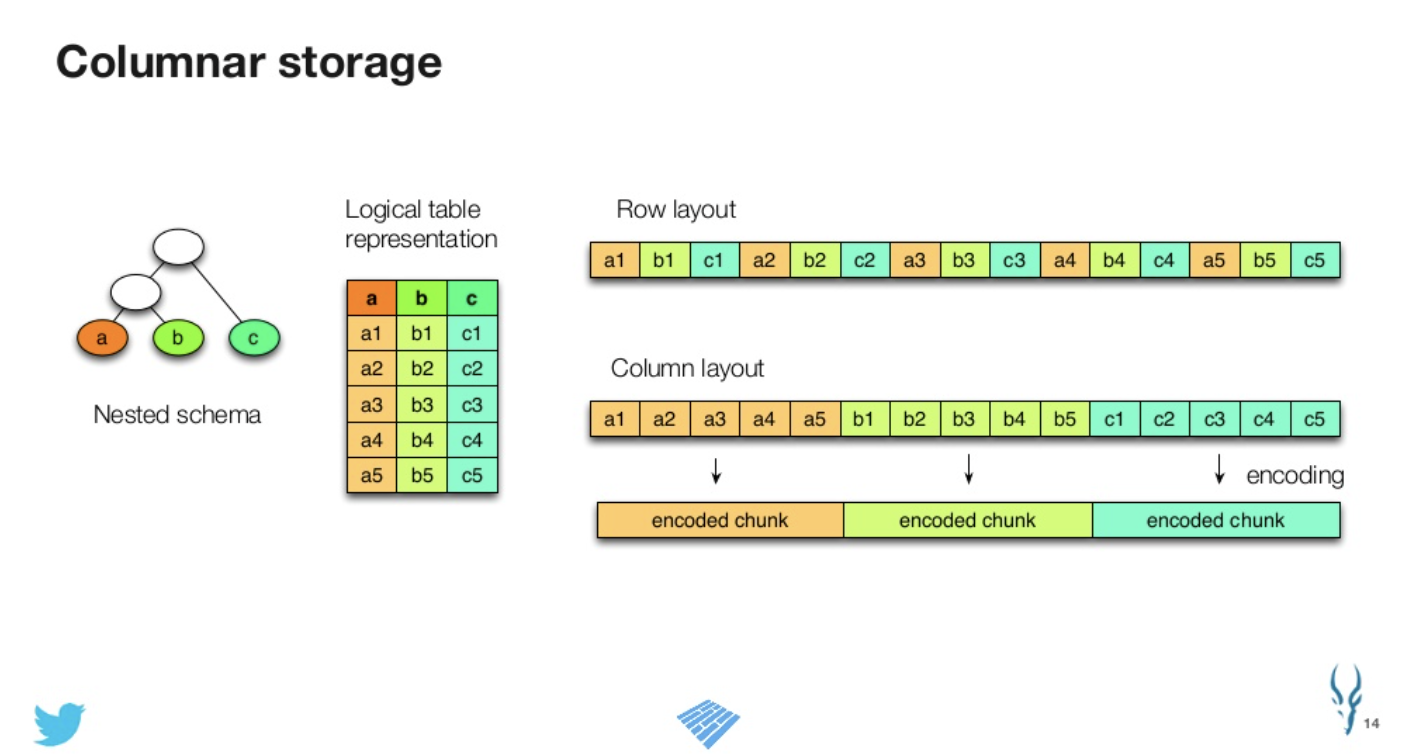 Columnar storage
a
b
c
Nested schema
Logical table
representation
a b c
a1 b1 c1
a2 b2 c2
a3 b3 c3
a4 b4 c4
a5 b5 c5
Row layout
a1 b1 c1 a2 b2 c2 a3 b3 c3 a4 b4 c4 a5 b5 c5
Column layout
a1 a2 a3 a4 a5 b1 b2 b3 b4 b5 c1 c2 c3 c4 c5
encoding
encoded chunk encoded chunk encoded chunk
14